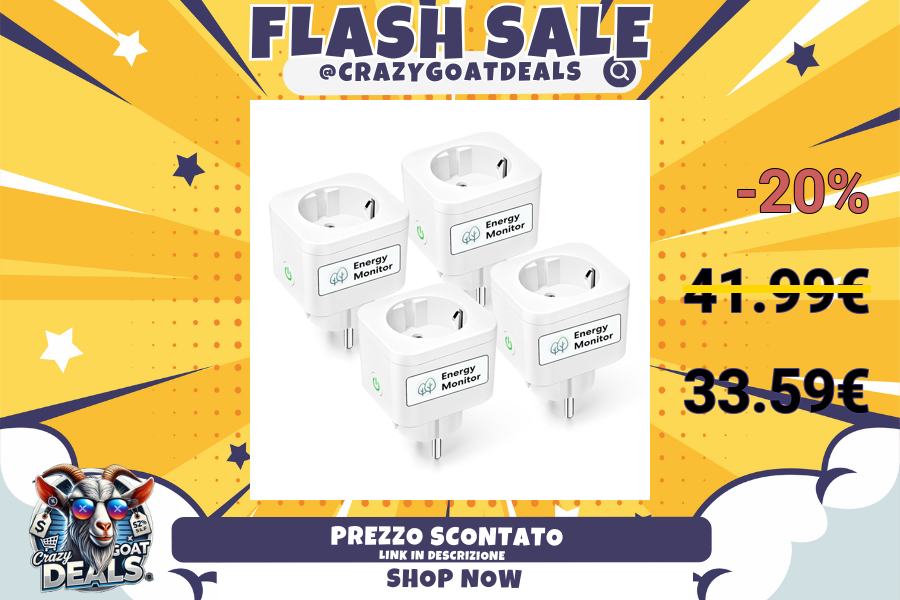 FLASH SALE
@CRAZYGOATDEALS
-20%
41.99€
33.59€
Energy
Monitor
Energy
Monitor
Energy
Monitor
Energy
Monitor
$
Crazy
GOAT
DEALS
PREZZO SCONTATO
LINK IN DESCRIZIONE
SHOP NOW